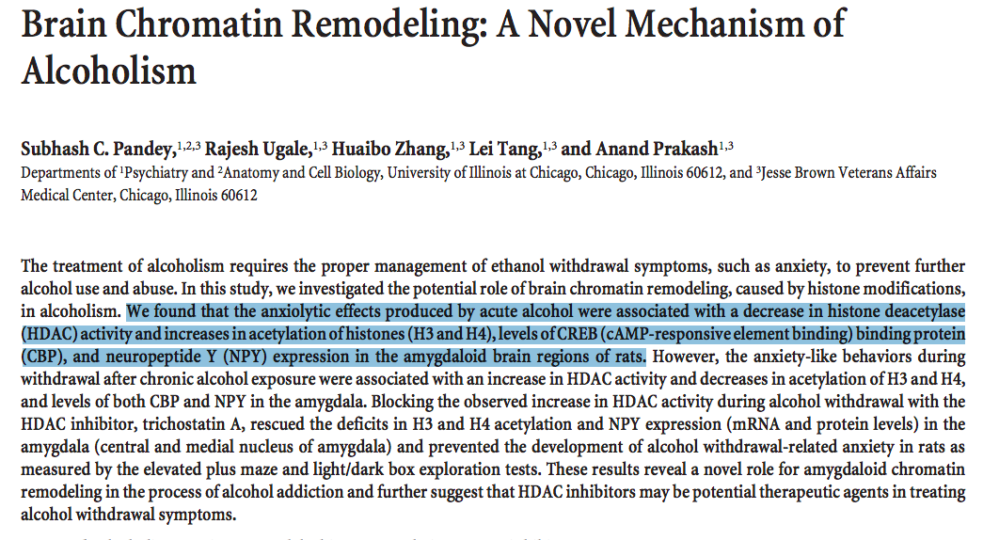 Brain Chromatin Remodeling: A Novel Mechanism of
Alcoholism
Subhash C. Pandey,1,2,3 Rajesh Ugale,1,3 Huaibo Zhang,1,3 Lei Tang,1,3 and Anand Prakash1,3
Departments of 1Psychiatry and 2Anatomy and Cell Biology, University of Illinois at Chicago, Chicago, Illinois 60612, and 3Jesse Brown Veterans Affairs
Medical Center, Chicago, Illinois 60612
The treatment of alcoholism requires the proper management of ethanol withdrawal symptoms, such as anxiety, to prevent further
alcohol use and abuse. In this study, we investigated the potential role of brain chromatin remodeling, caused by histone modifications,
in alcoholism. We found that the anxiolytic effects produced by acute alcohol were associated with a decrease in histone deacetylase
(HDAC) activity and increases in acetylation of histones (H3 and H4), levels of CREB (cAMP-responsive element binding) binding protein
(CBP), and neuropeptide Y (NPY) expression in the amygdaloid brain regions of rats. However, the anxiety-like behaviors during
withdrawal after chronic alcohol exposure were associated with an increase in HDAC activity and decreases in acetylation of H3 and H4,
and levels of both CBP and NPY in the amygdala. Blocking the observed increase in HDAC activity during alcohol withdrawal with the
HDAC inhibitor, trichostatin A, rescued the deficits in H3 and H4 acetylation and NPY expression (mRNA and protein levels) in the
amygdala (central and medial nucleus of amygdala) and prevented the development of alcohol withdrawal-related anxiety in rats as
measured by the elevated plus maze and light/dark box exploration tests. These results reveal a novel role for amygdaloid chromatin
remodeling in the process of alcohol addiction and further suggest that HDAC inhibitors may be potential therapeutic agents in treating
alcohol withdrawal symptoms.